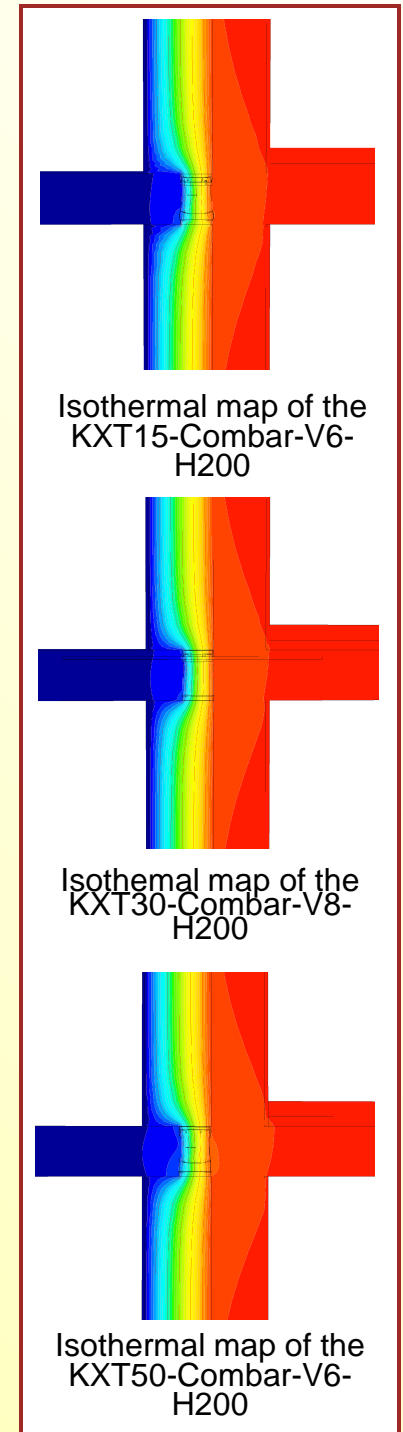 Isothermal map of the
KXT15-Combar-V6-
H200
Isothemal map of the
KXT30-Combar-V8-
H200
Isothermal map of the
KXT50-Combar-V6-
H200